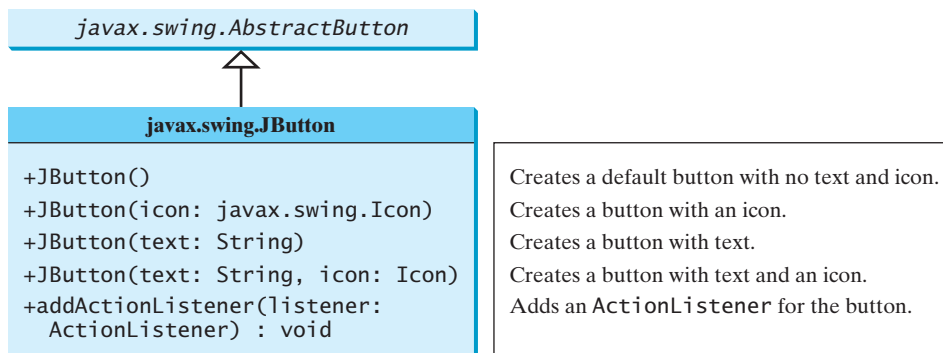 javax.swing.AbstractButton
javax.swing.JButton
+JButton()
Creates a default button with no text and icon.
+JButton(icon: javax.swing.Icon)
Creates a button with an icon.
+JButton(text: String)
Creates a button with text.
+JButton(text: String, icon: Icon)
Creates a button with text and an icon.
+addActionListener(listener:
ActionListener) : void
Adds an ActionListener for the button.